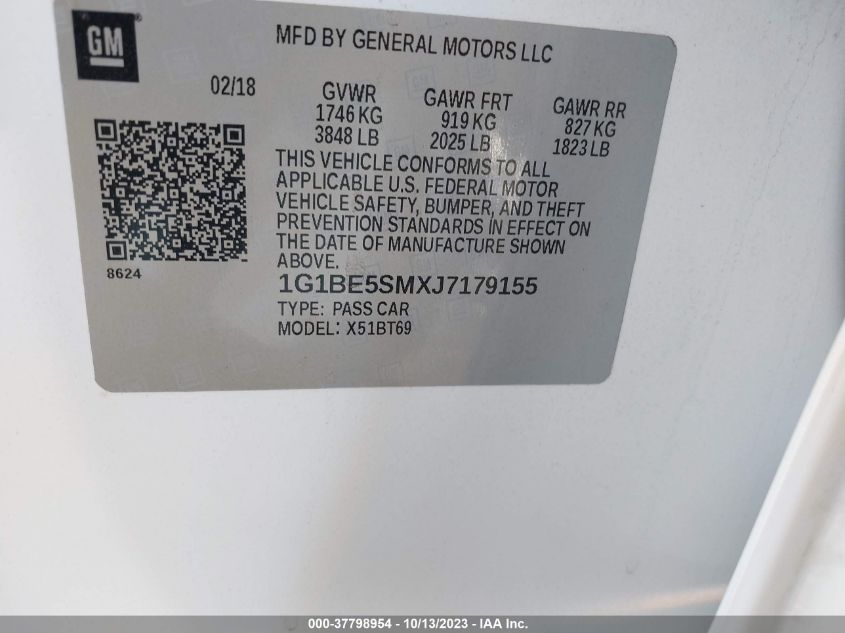 GM
MFD BY GENERAL MOTORS LLC
02/18
GVWR
1746 KG
3848 LB
GAWR FRT
919 KG
2025 LB
GAWR RR
827 KG
1823 LB
THIS VEHICLE CONFORMS TO ALL
APPLICABLE U.S. FEDERAL MOTOR
VEHICLE SAFETY, BUMPER, AND THEFT
PREVENTION STANDARDS IN EFFECT ON
THE DATE OF MANUFACTURE SHOWN
ABOVE.
8624
1G1BE5SMXJ7179155
TYPE: PASS CAR
MODEL: X51BT69
000-37798954 - 10/13/2023 - IAA Inc.